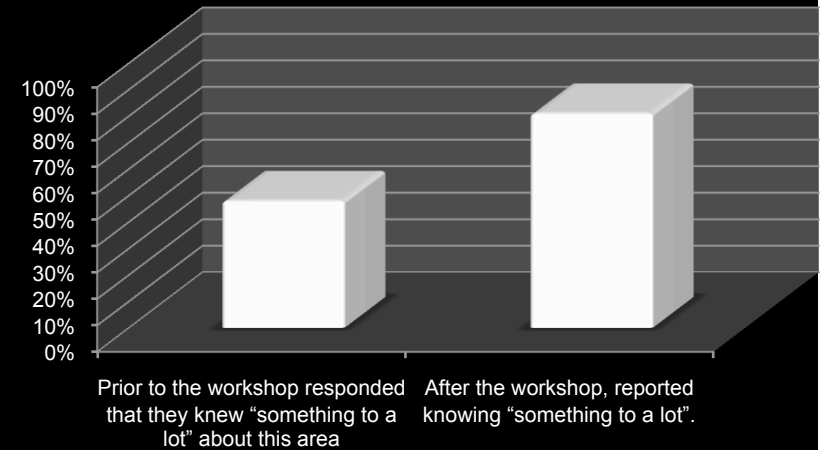 100%
90%
80%
70%
60%
50%
40%
30%
20%
10%
0%
Prior to the workshop responded
that they knew “something to a
lot” about this area
After the workshop, reported
knowing “something to a lot”.